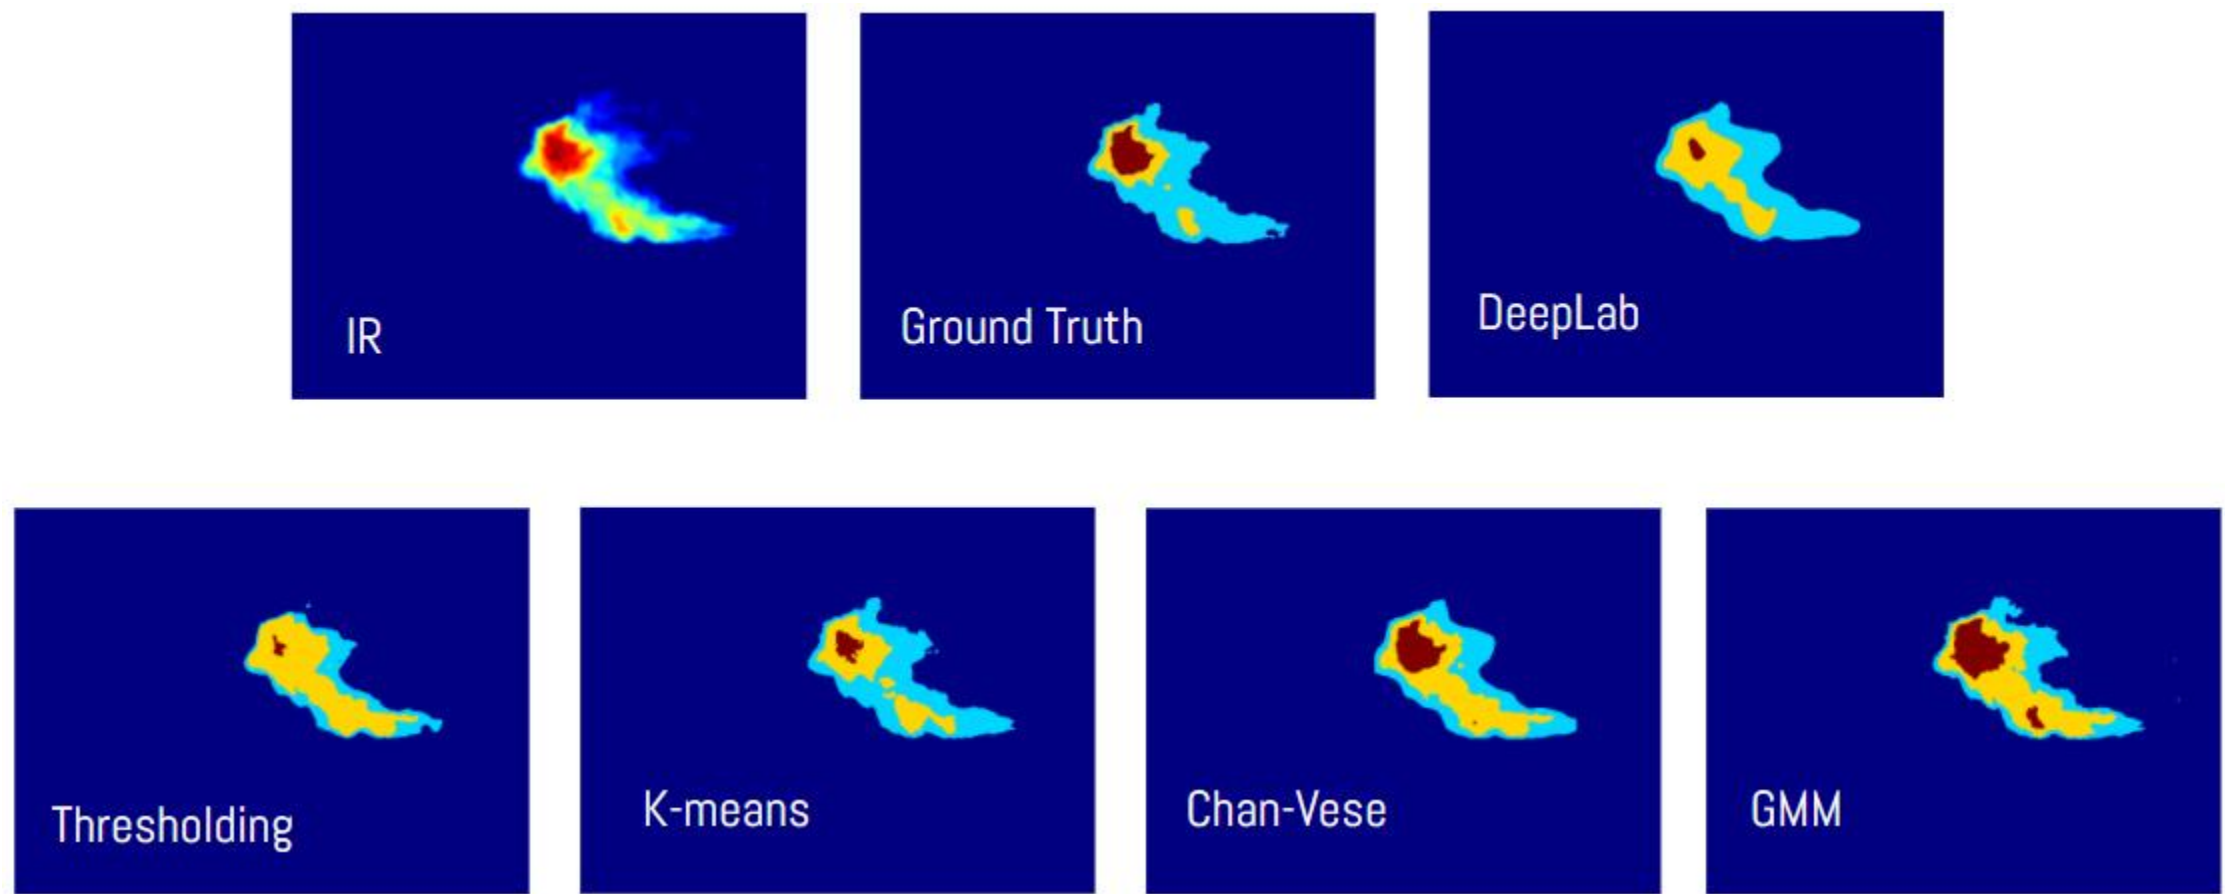 IR
Ground Truth
DeepLab
Thresholding
K-means
Chan-Vese
GMM